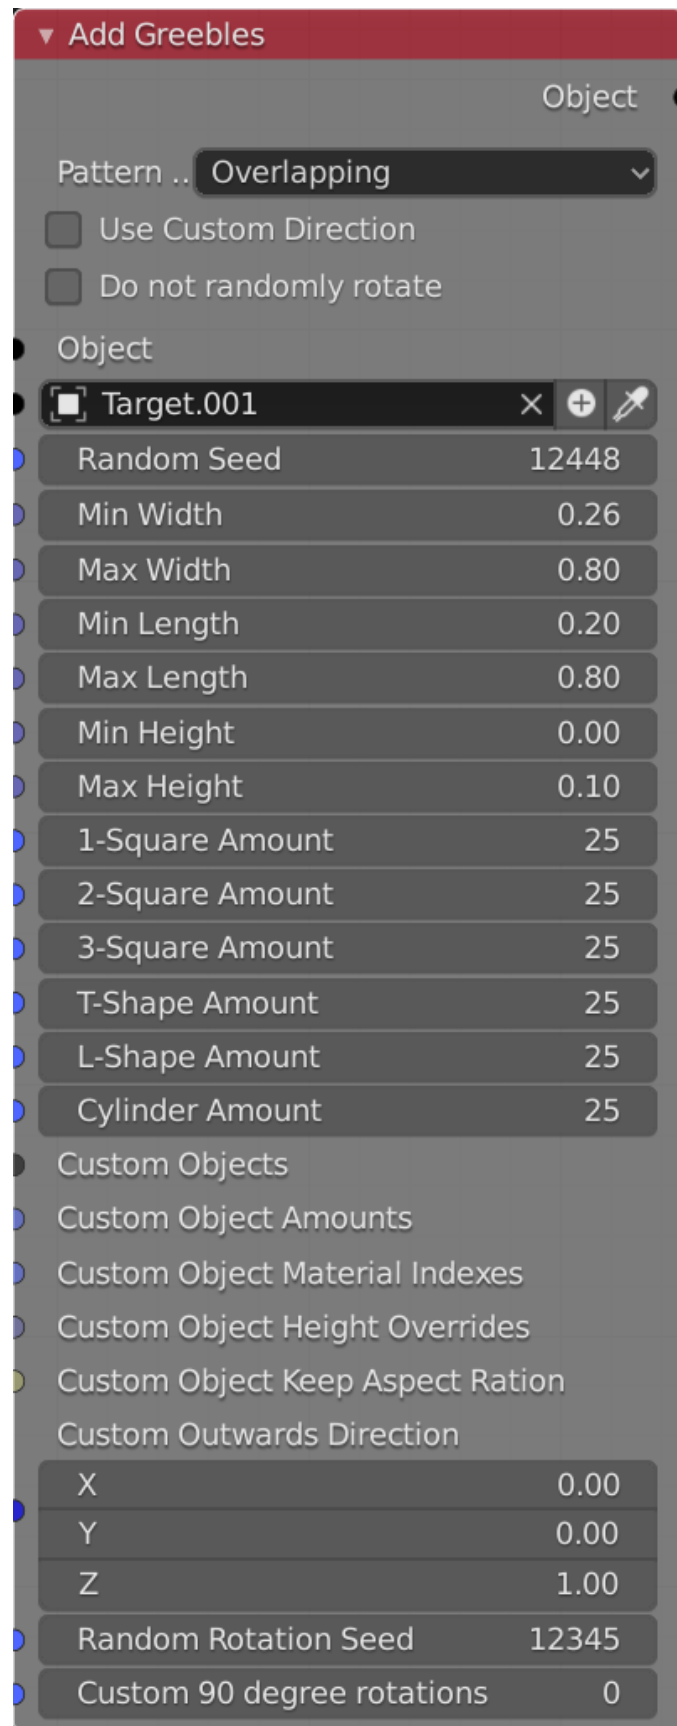 Add Greebles
Object
Pattern .. Overlapping
Use Custom Direction
Do not randomly rotate
Object
Target.001
Random Seed 12448
Min Width 0.26
Max Width 0.80
Min Length 0.20
Max Length 0.80
Min Height 0.00
Max Height 0.10
1-Square Amount 25
2-Square Amount 25
3-Square Amount 25
T-Shape Amount 25
L-Shape Amount 25
Cylinder Amount 25
Custom Objects
Custom Object Amounts
Custom Object Material Indexes
Custom Object Height Overrides
Custom Object Keep Aspect Ration
Custom Outwards Direction
X 0.00
Y 0.00
Z 1.00
Random Rotation Seed 12345
Custom 90 degree rotations 0